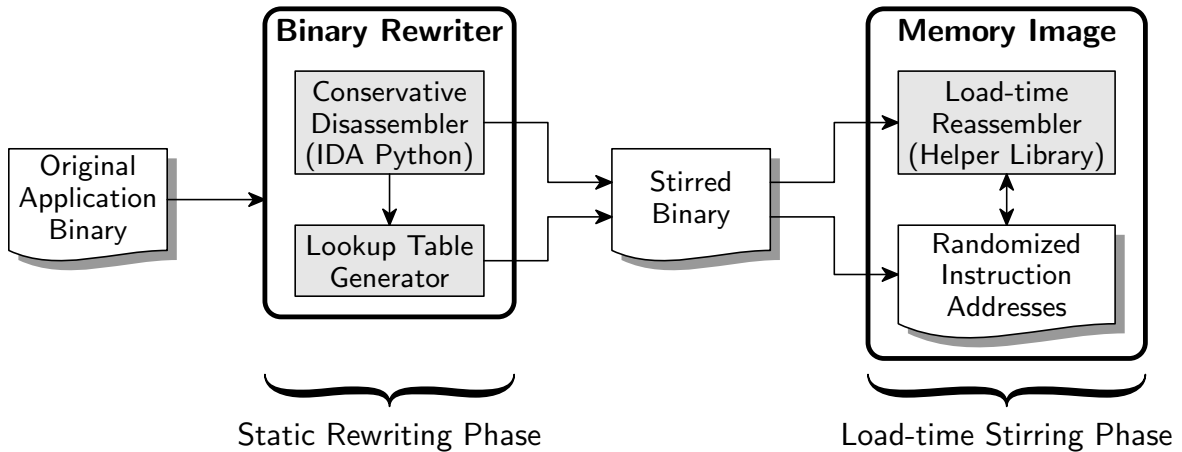 Original
Application
Binary
Binary Rewriter
Conservative
Disassembler
(IDA Python)
Lookup Table
Generator
Static Rewriting Phase
Stirred
Binary
Memory Image
Load-time
Reassembler
(Helper Library)
Randomized
Instruction
Addresses
Load-time Stirring Phase